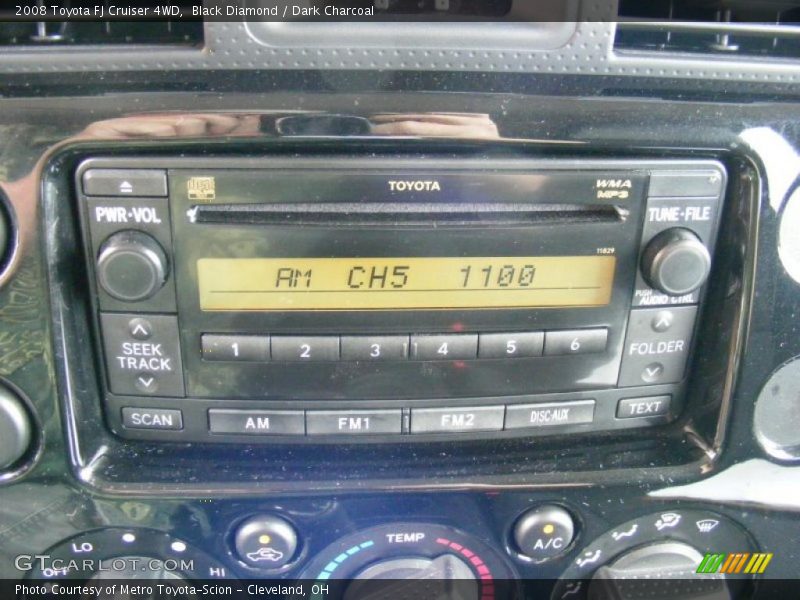 2008 Toyota FJ Cruiser 4WD,  Black Diamond / Dark Charcoal
TOYOTA
WMA
MP3
PWR·VOL
TUNE·FILE
11829
AM CH5 1100
PUSH
AUDIO CTRL
1 2 3 4 5 6
SEEK
TRACK
FOLDER
SCAN
AM FM1 FM2 DISC·AUX
TEXT
TEMP
A/C
LO
OFF
HI
GTCarLot.com
Photo Courtesy of Metro Toyota-Scion - Cleveland, OH